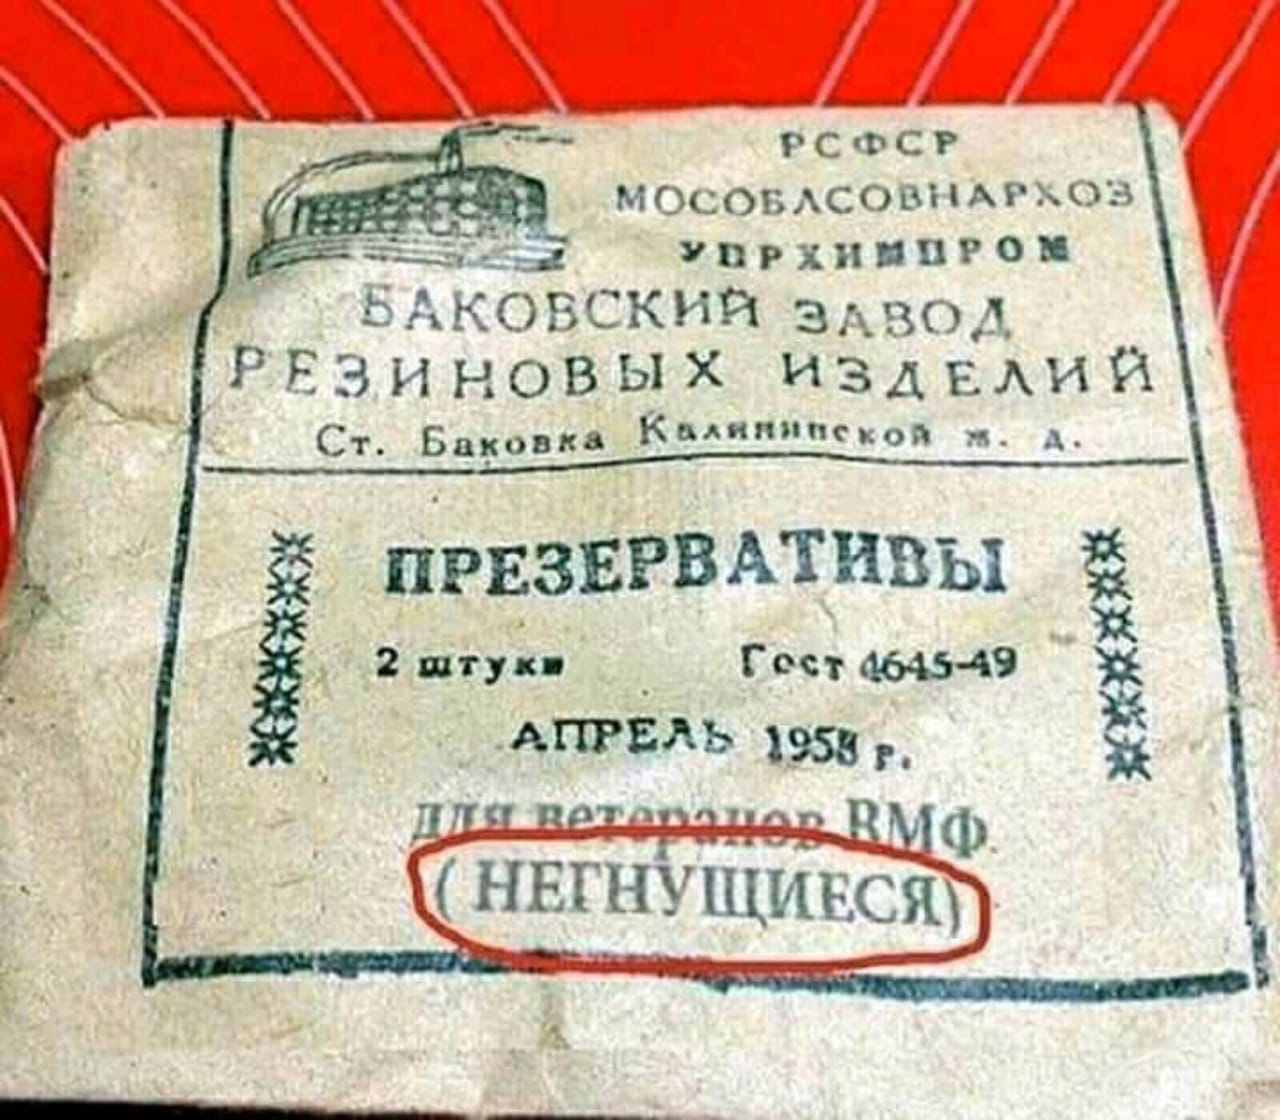 РСФСР
МОСОБЛСОВНАРХОЗ
УПРХИМПРОМ
БАКОВСКИЙ ЗАВОД
РЕЗИНОВЫХ ИЗДЕЛИЙ
Ст. Баковка Калининской ж. д.
ПРЕЗЕРВАТИВЫ
2 штуки Гост 4645-49
АПРЕЛЬ 1958 г.
для ветеранов ВМФ
(НЕГНУЩИЕСЯ)